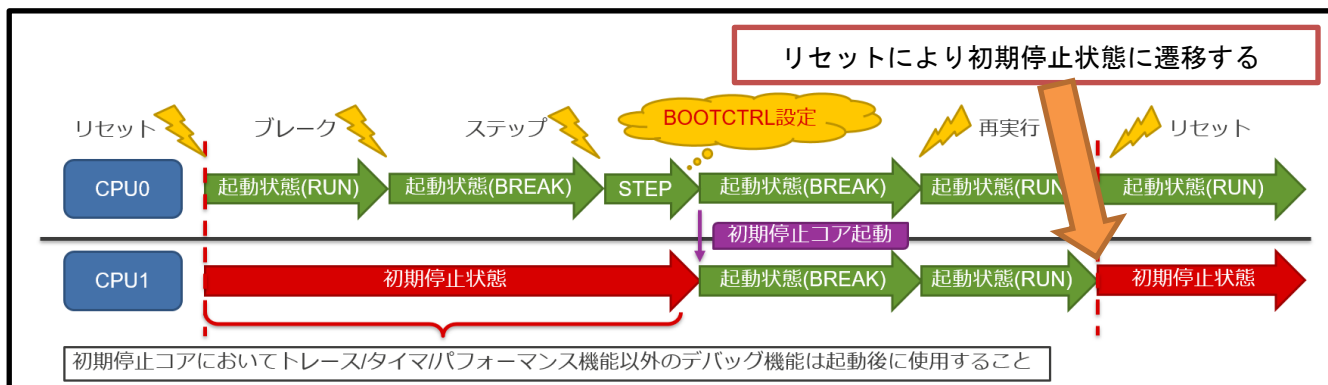 リセットにより初期停止状態に遷移する
リセット
ブレーク
ステップ
BOOTCTRL設定
再実行
リセット
CPU0
起動状態(RUN)
起動状態(BREAK)
STEP
起動状態(BREAK)
起動状態(RUN)
起動状態(RUN)
初期停止コア起動
CPU1
初期停止状態
起動状態(BREAK)
起動状態(RUN)
初期停止状態
初期停止コアにおいてトレース/タイマ/パフォーマンス機能以外のデバッグ機能は起動後に使用すること